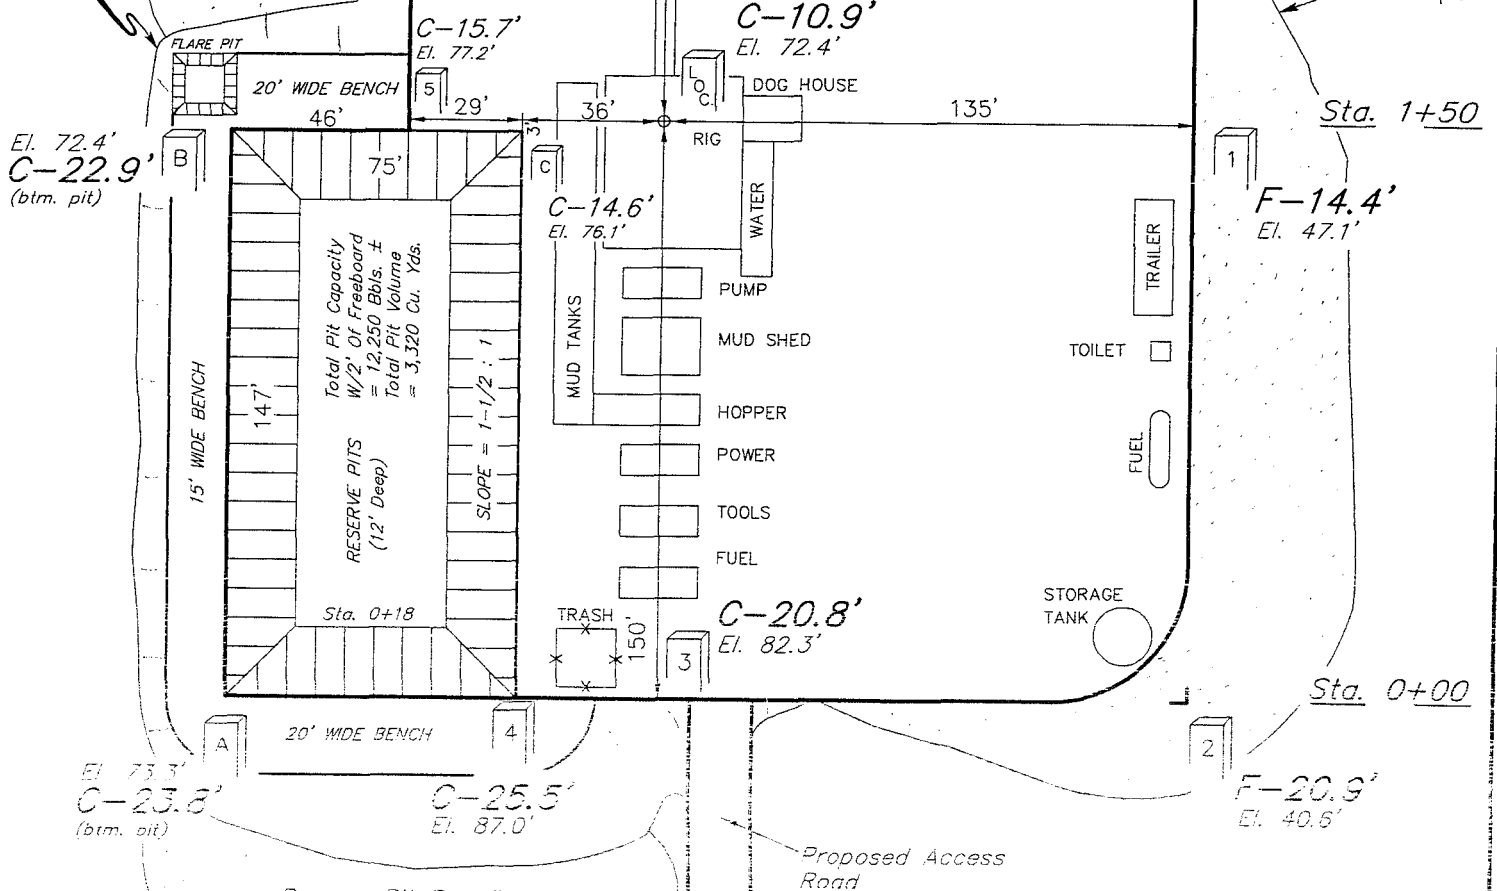 C-15.7'
El. 77.2'
C-10.9'
El. 72.4'
FLARE PIT
20' WIDE BENCH
5
46'
29'
3'
36'
L
O
C.
DOG HOUSE
RIG
135'
Sta. 1+50
El. 72.4'
C-22.9'
(btm. pit)
B
75'
C
C-14.6'
El. 76.1'
WATER
1
F-14.4'
El. 47.1'
TRAILER
PUMP
MUD SHED
MUD TANKS
HOPPER
POWER
TOOLS
FUEL
TOILET
FUEL
Total Pit Capacity
W/2' Of Freeboard
= 12,250 Bbls. ±
Total Pit Volume
= 3,320 Cu. Yds.
RESERVE PITS
(12' Deep)
SLOPE = 1-1/2 : 1
147'
15' WIDE BENCH
Sta. 0+18
TRASH
150'
C-20.8'
El. 82.3'
3
STORAGE
TANK
Sta. 0+00
A
20' WIDE BENCH
4
2
El. 73.3'
C-23.8'
(btm. pit)
C-25.5'
El. 87.0'
F-20.9'
El. 40.6'
Proposed Access
Road